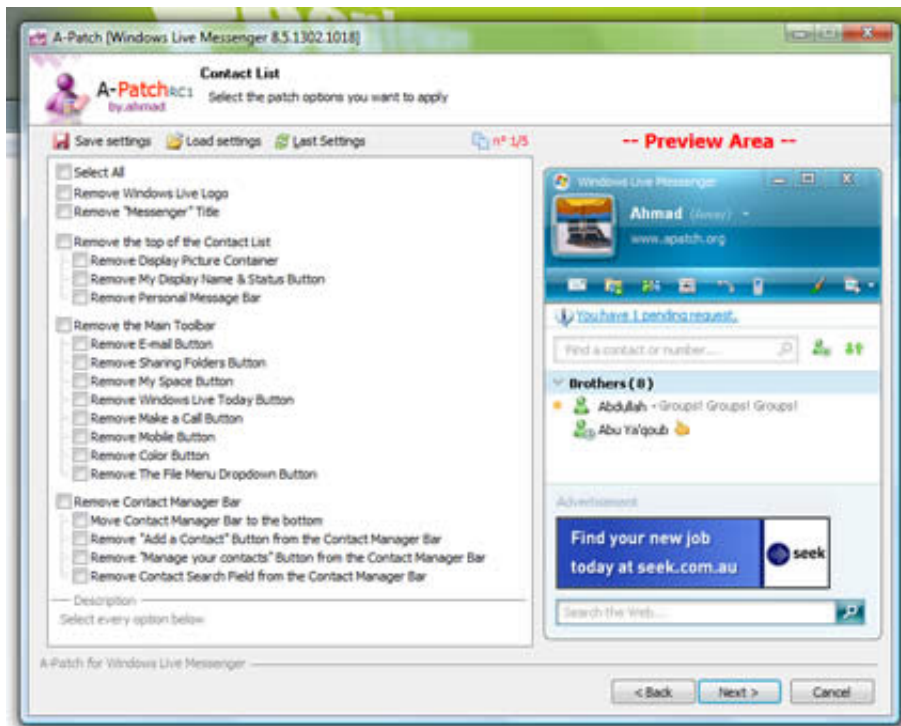 A-Patch [Windows Live Messenger 8.5.1302.1018]
Contact List
A-Patch RC1
by.ahmad
Select the patch options you want to apply
Save settings Load settings Last Settings nº 1/5
Select All
Remove Windows Live Logo
Remove "Messenger" Title
Remove the top of the Contact List
Remove Display Picture Container
Remove My Display Name & Status Button
Remove Personal Message Bar
Remove the Main Toolbar
Remove E-mail Button
Remove Sharing Folders Button
Remove My Space Button
Remove Windows Live Today Button
Remove Make a Call Button
Remove Mobile Button
Remove Color Button
Remove The File Menu Dropdown Button
Remove Contact Manager Bar
Move Contact Manager Bar to the bottom
Remove "Add a Contact" Button from the Contact Manager Bar
Remove "Manage your contacts" Button from the Contact Manager Bar
Remove Contact Search Field from the Contact Manager Bar
Description
Select every option below
-- Preview Area --
Windows Live Messenger
Ahmad (Away)
www.apatch.org
You have 1 pending request.
Find a contact or number...
Brothers (8)
Abdullah - Groups! Groups! Groups!
Abu Ya'qoub
Advertisement
Find your new job
today at seek.com.au
seek
Search the Web...
A-Patch for Windows Live Messenger
< Back Next > Cancel